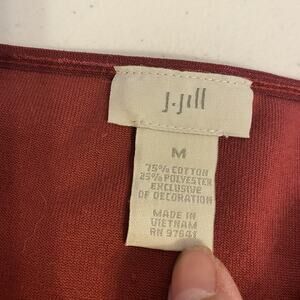 J.Jill
M
75% COTTON
25% POLYESTER
EXCLUSIVE
OF DECORATION
MADE IN
VIETNAM
RN 97641